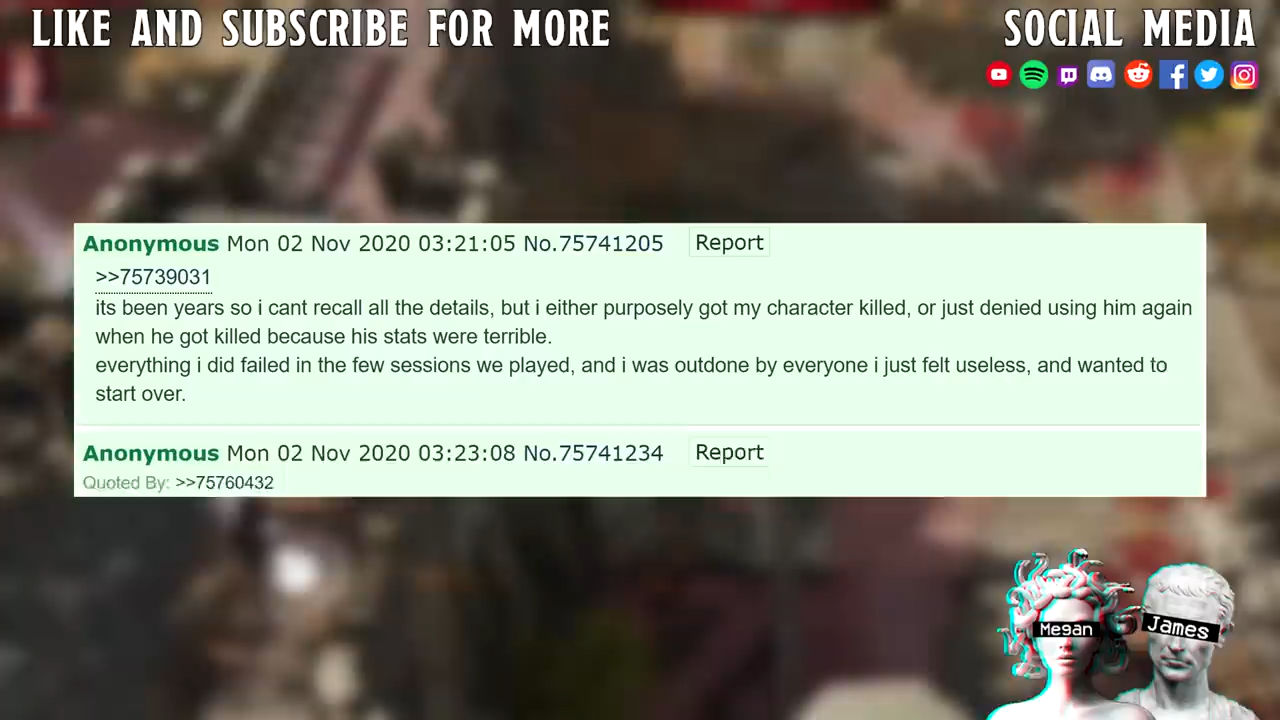 LIKE AND SUBSCRIBE FOR MORE
SOCIAL MEDIA
Anonymous Mon 02 Nov 2020 03:21:05 No.75741205 Report
>>75739031
its been years so i cant recall all the details, but i either purposely got my character killed, or just denied using him again
when he got killed because his stats were terrible.
everything i did failed in the few sessions we played, and i was outdone by everyone i just felt useless, and wanted to
start over.
Anonymous Mon 02 Nov 2020 03:23:08 No.75741234 Report
Quoted By: >>75760432
Megan
James